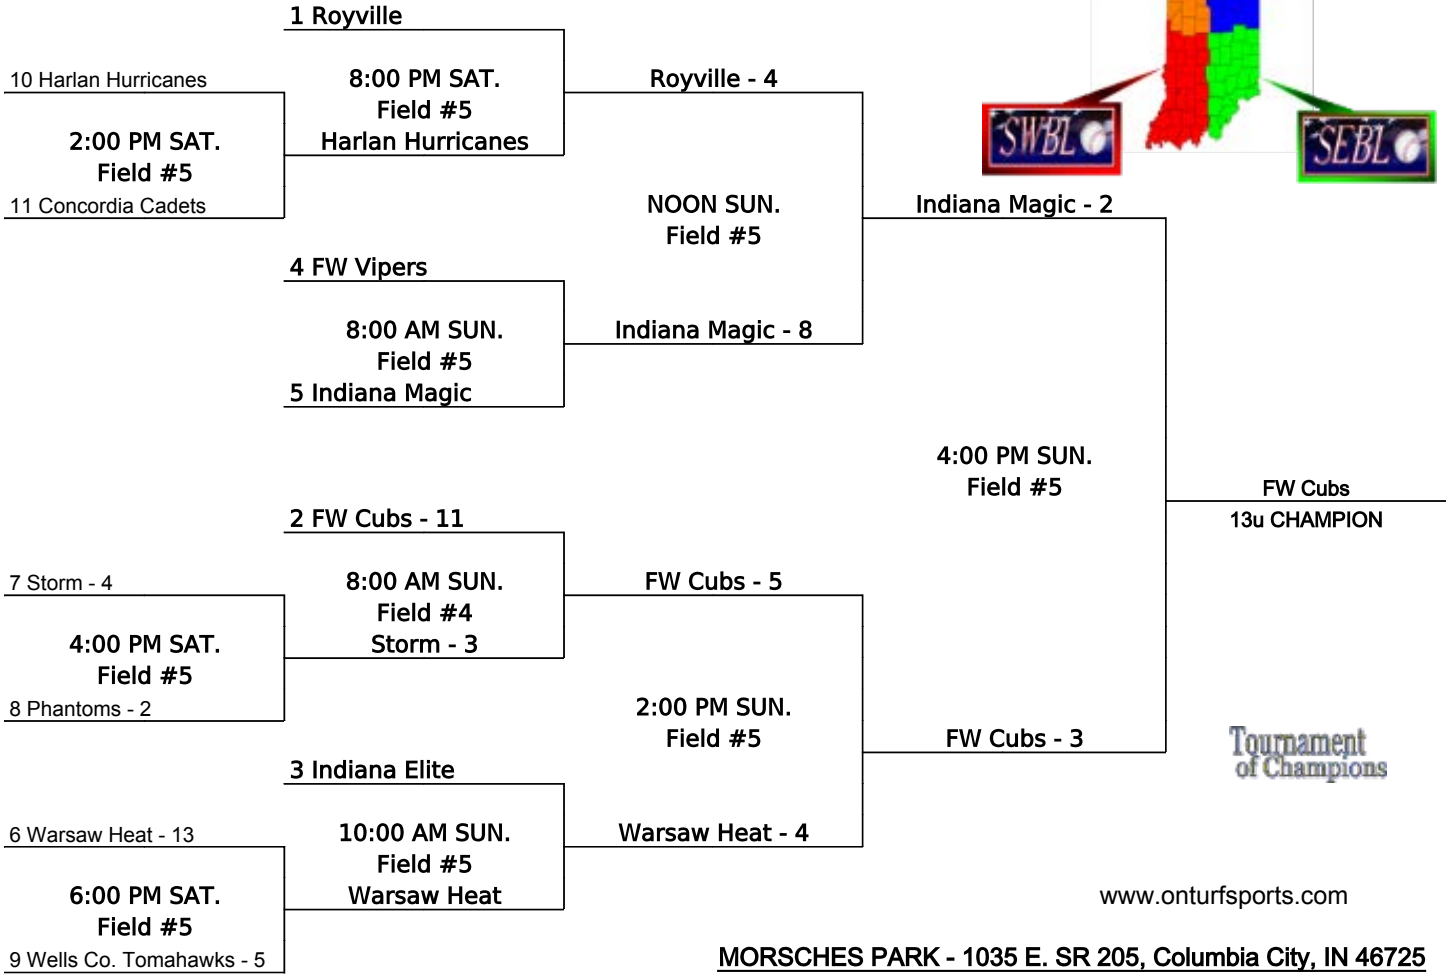 1 Royville
10 Harlan Hurricanes
8:00 PM SAT.
Field #5
Royville - 4
Harlan Hurricanes
2:00 PM SAT.
Field #5
11 Concordia Cadets
SWBL
SEBL
NOON SUN.
Field #5
Indiana Magic - 2
4 FW Vipers
8:00 AM SUN.
Field #5
Indiana Magic - 8
5 Indiana Magic
4:00 PM SUN.
Field #5
FW Cubs
13u CHAMPION
2 FW Cubs - 11
7 Storm - 4
8:00 AM SUN.
Field #4
FW Cubs - 5
Storm - 3
4:00 PM SAT.
Field #5
8 Phantoms - 2
2:00 PM SUN.
Field #5
FW Cubs - 3
Tournament
of Champions
3 Indiana Elite
6 Warsaw Heat - 13
10:00 AM SUN.
Field #5
Warsaw Heat - 4
Warsaw Heat
6:00 PM SAT.
Field #5
9 Wells Co. Tomahawks - 5
www.onturfsports.com
MORSCHES PARK - 1035 E. SR 205, Columbia City, IN 46725